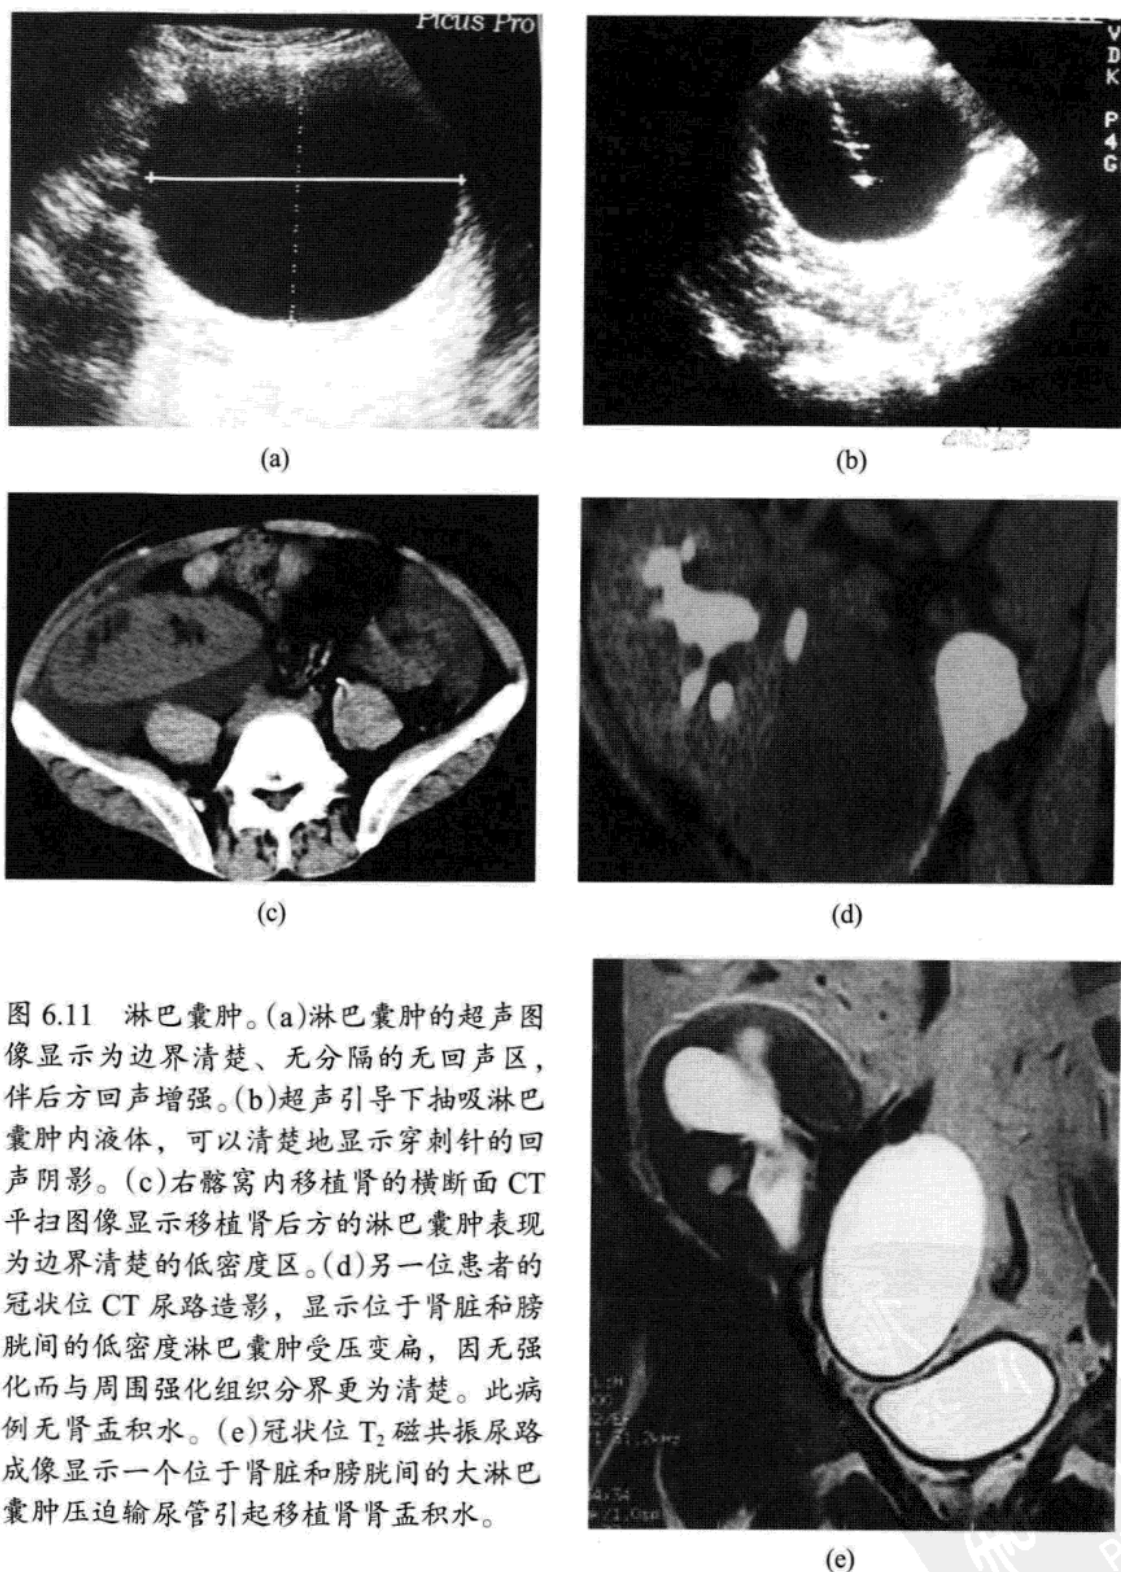 Picus Pro
V
D
K
P
4
G
(a)
(b)
(c)
(d)
图 6.11 淋巴囊肿。(a)淋巴囊肿的超声图
像显示为边界清楚、无分隔的无回声区，
伴后方回声增强。(b)超声引导下抽吸淋巴
囊肿内液体，可以清楚地显示穿刺针的回
声阴影。(c)右髂窝内移植肾的横断面 CT
平扫图像显示移植肾后方的淋巴囊肿表现
为边界清楚的低密度区。(d)另一位患者的
冠状位 CT 尿路造影，显示位于肾脏和膀
胱间的低密度淋巴囊肿受压变扁，因无强
化而与周围强化组织分界更为清楚。此病
例无肾盂积水。(e)冠状位 T₂ 磁共振尿路
成像显示一个位于肾脏和膀胱间的大淋巴
囊肿压迫输尿管引起移植肾肾盂积水。
(e)